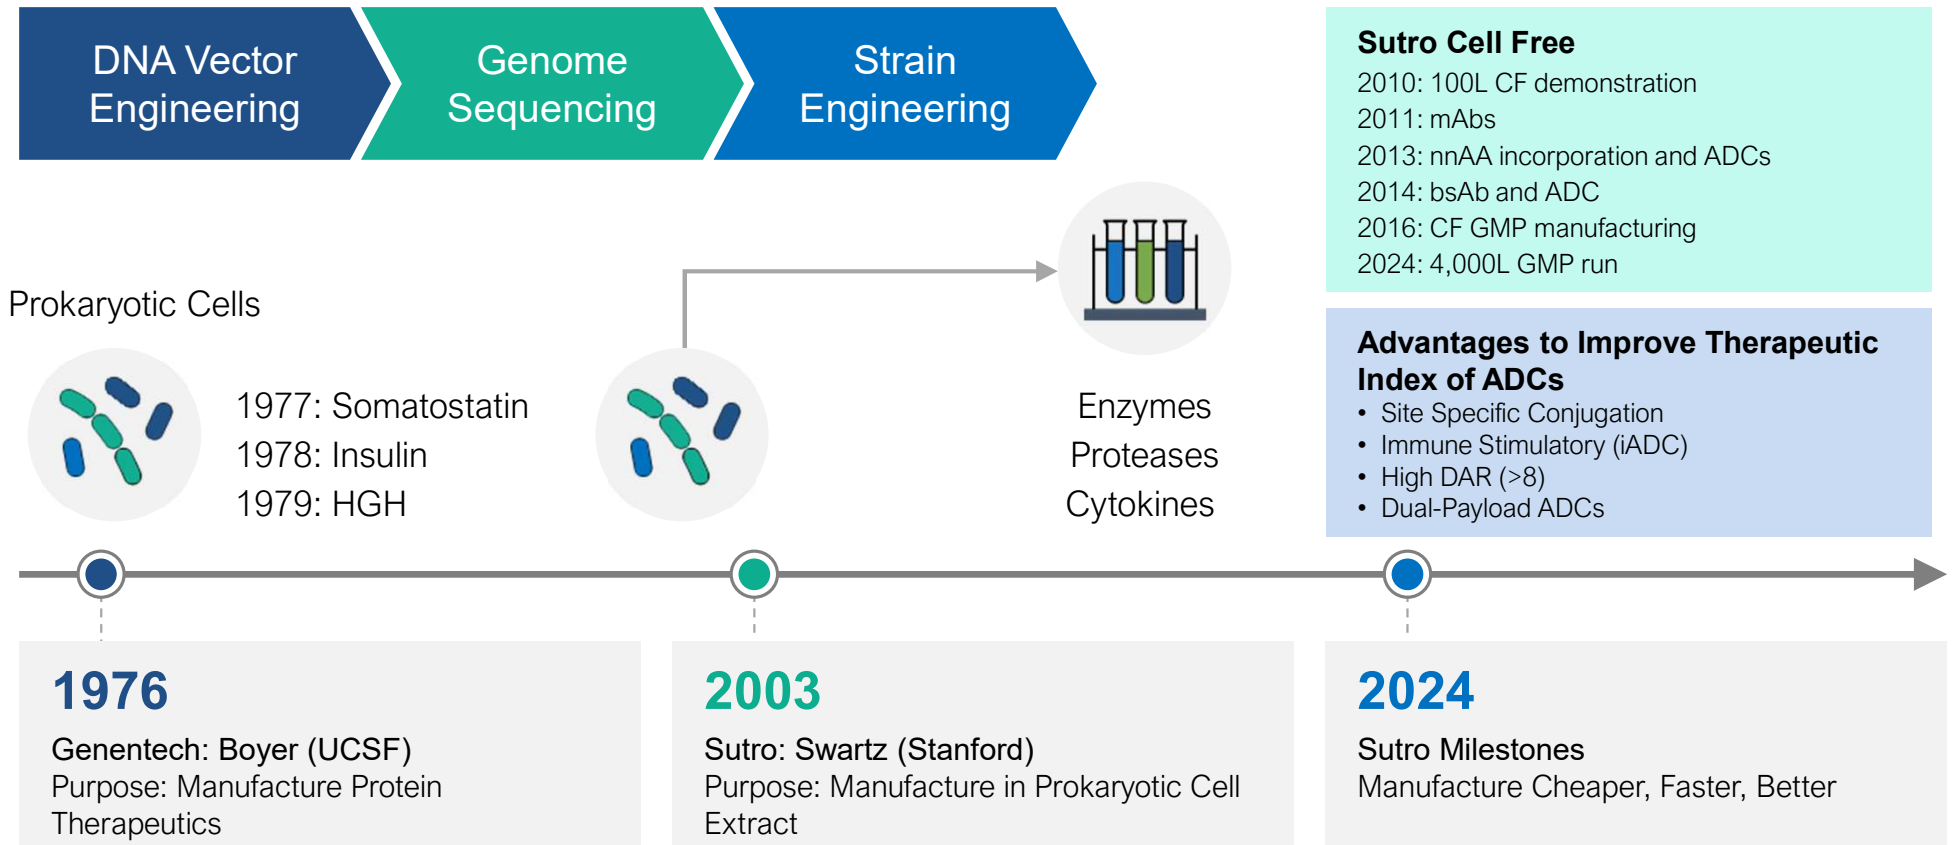 DNA Vector
Engineering
Genome
Sequencing
Strain
Engineering
Sutro Cell Free
2010: 100L CF demonstration
2011: mAbs
2013: nnAA incorporation and ADCs
2014: bsAb and ADC
2016: CF GMP manufacturing
2024: 4,000L GMP run
Prokaryotic Cells
1977: Somatostatin
1978: Insulin
1979: HGH
Enzymes
Proteases
Cytokines
Advantages to Improve Therapeutic
Index of ADCs
• Site Specific Conjugation
• Immune Stimulatory (iADC)
• High DAR (>8)
• Dual-Payload ADCs
1976
Genentech: Boyer (UCSF)
Purpose: Manufacture Protein
Therapeutics
2003
Sutro: Swartz (Stanford)
Purpose: Manufacture in Prokaryotic Cell
Extract
2024
Sutro Milestones
Manufacture Cheaper, Faster, Better